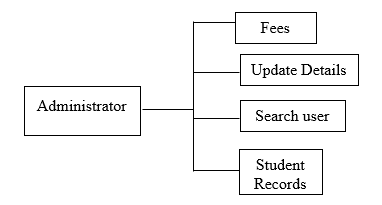 Fees
Update Details
Administrator
Search user
Student
Records